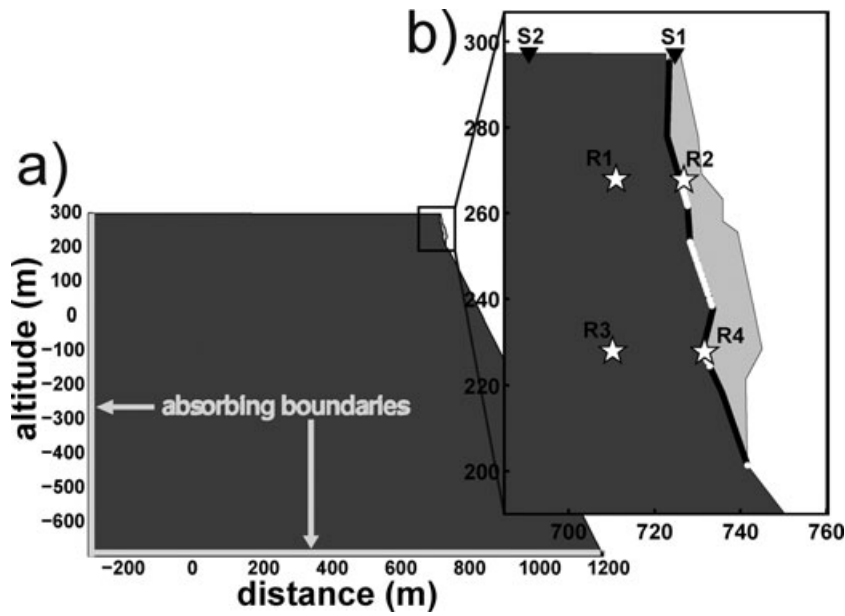 a)
300
200
100
0
−100
−200
−300
−400
−500
−600
altitude (m)
absorbing boundaries
−200 0 200 400 600 800 1000 1200
distance (m)
b)
S2 S1
300
280
R1 R2
260
240
R3 R4
220
200
700 720 740 760